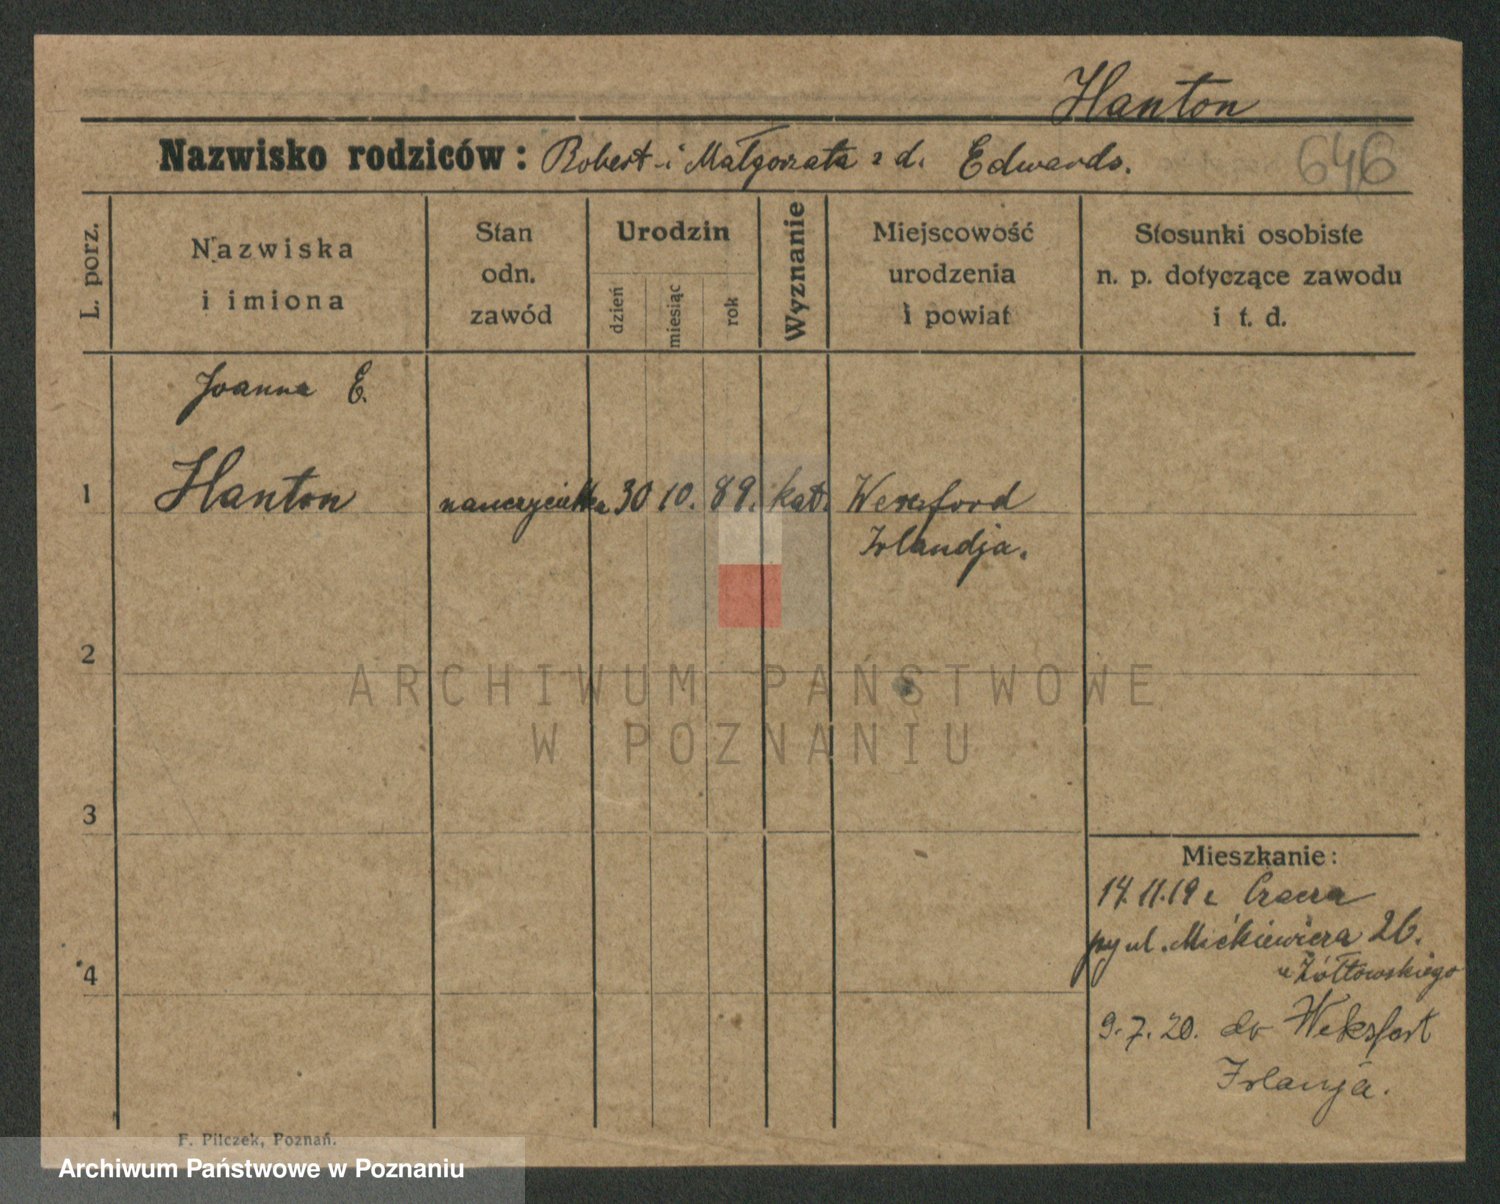 Hanton
Nazwisko rodziców: Robert i Małgorzata z d. Edwards.
646
L. porz.
Nazwiska
i imiona
Stan
odn.
zawód
Urodzin
dzień
miesiąc
rok
Wyznanie
Miejscowość
urodzenia
i powiat
Stosunki osobiste
n. p. dotyczące zawodu
i t. d.
Joanna E.
1 Hanton nauczycielka 30 10. 89. kat. Wexford
Irlandja.
2
3
4
Mieszkanie:
14.11.19 z
py ul. Mickiewicza 26.
u Żółtowskiego
9.7.20. do Weksfort
Irlanja.
F. Pilczek, Poznań.
ARCHIWUM PAŃSTWOWE
W POZNANIU
Archiwum Państwowe w Poznaniu